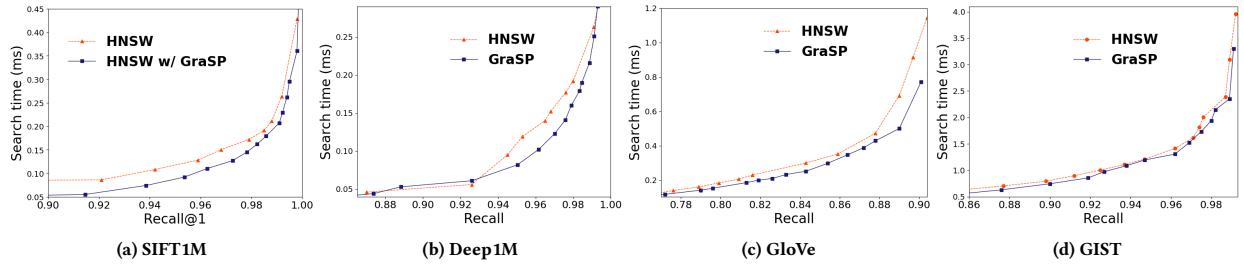 0.45
0.40
0.35
0.30
0.25
0.20
0.15
0.10
0.05
Search time (ms)
HNSW
HNSW w/ GraSP
0.90 0.92 0.94 0.96 0.98 1.00
Recall@1
(a) SIFT1M
0.25
0.20
0.15
0.10
0.05
Search time (ms)
HNSW
GraSP
0.88 0.90 0.92 0.94 0.96 0.98 1.00
Recall
(b) Deep1M
1.2
1.0
0.8
0.6
0.4
0.2
Search time (ms)
HNSW
GraSP
0.78 0.80 0.82 0.84 0.86 0.88 0.90
Recall
(c) GloVe
4.0
3.5
3.0
2.5
2.0
1.5
1.0
0.5
Search time (ms)
HNSW
GraSP
0.86 0.88 0.90 0.92 0.94 0.96 0.98
Recall
(d) GIST